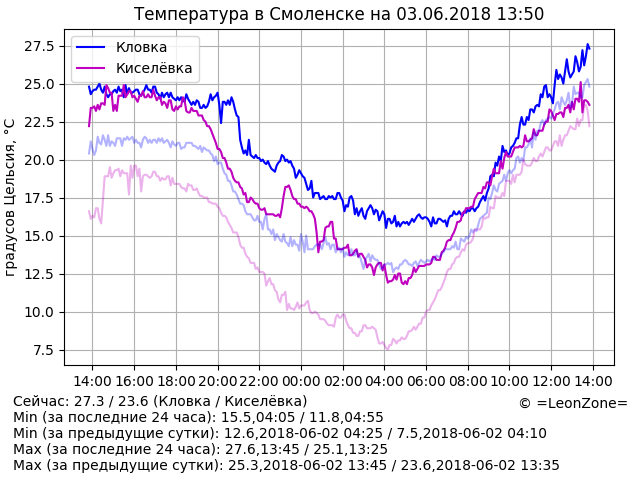 Температура в Смоленске на 03.06.2018 13:50
Кловка
Киселёвка
градусов Цельсия, °C
27.5
25.0
22.5
20.0
17.5
15.0
12.5
10.0
7.5
14:00 16:00 18:00 20:00 22:00 00:00 02:00 04:00 06:00 08:00 10:00 12:00 14:00
Сейчас: 27.3 / 23.6 (Кловка / Киселёвка)
© =LeonZone=
Min (за последние 24 часа): 15.5,04:05 / 11.8,04:55
Min (за предыдущие сутки): 12.6,2018-06-02 04:25 / 7.5,2018-06-02 04:10
Max (за последние 24 часа): 27.6,13:45 / 25.1,13:25
Max (за предыдущие сутки): 25.3,2018-06-02 13:45 / 23.6,2018-06-02 13:35